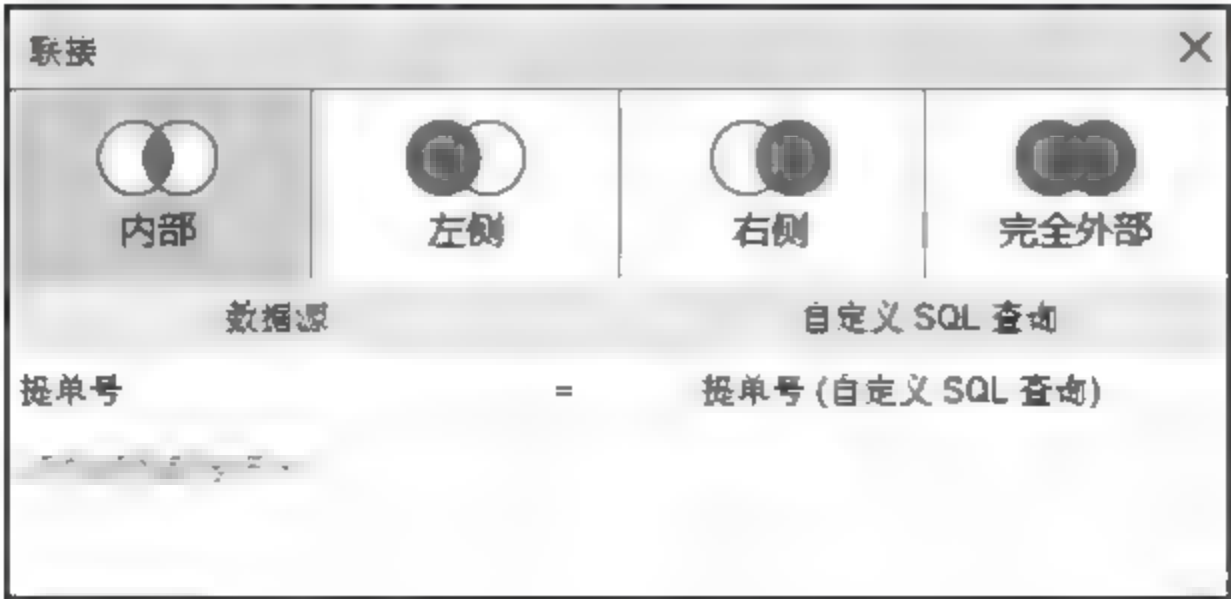 联接
内部 左侧 右侧 完全外部
数据源 自定义 SQL 查询
提单号 = 提单号 (自定义 SQL 查询)